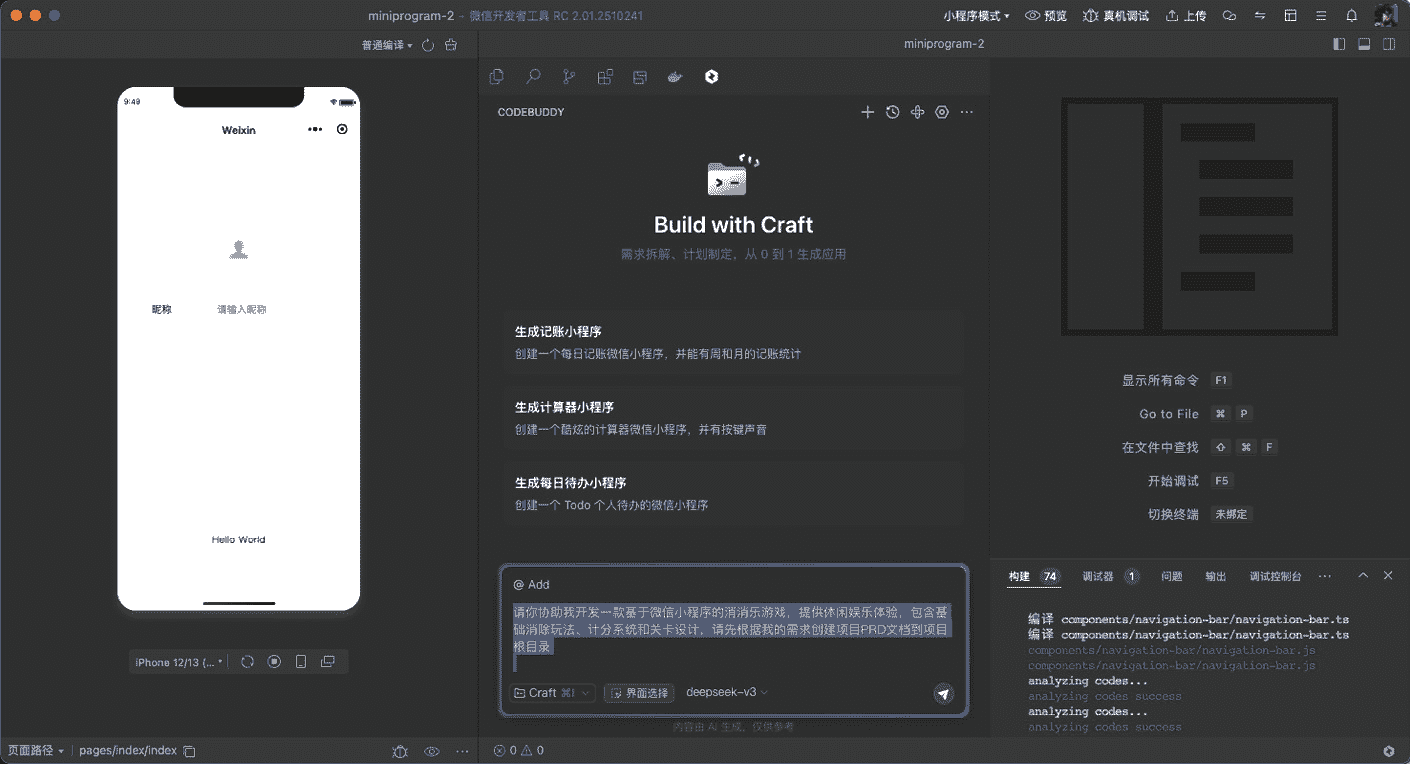 miniprogram-2 - 微信开发者工具 RC 2.01.2510241
小程序模式
预览
真机调试
上传
普通编译
miniprogram-2
9:49
Weixin
昵称
请输入昵称
Hello World
iPhone 12/13 (...
CODEBUDDY
Build with Craft
需求拆解、计划制定，从 0 到 1 生成应用
生成记账小程序
创建一个每日记账微信小程序，并能有周和月的记账统计
生成计算器小程序
创建一个酷炫的计算器微信小程序，并有按键声音
生成每日待办小程序
创建一个 Todo 个人待办的微信小程序
@ Add
请你协助我开发一款基于微信小程序的消消乐游戏，提供休闲娱乐体验，包含基
础消除玩法、计分系统和关卡设计，请先根据我的需求创建项目PRD文档到项目
根目录
Craft ⌘I
界面选择
deepseek-v3
内容由 AI 生成，仅供参考
显示所有命令 F1
Go to File ⌘ P
在文件中查找 ⇧ ⌘ F
开始调试 F5
切换终端 未绑定
构建 74
调试器 1
问题
输出
调试控制台
编译 components/navigation-bar/navigation-bar.ts
编译 components/navigation-bar/navigation-bar.ts
components/navigation-bar/navigation-bar.js
components/navigation-bar/navigation-bar.js
analyzing codes...
analyzing codes success
analyzing codes...
analyzing codes success
页面路径
pages/index/index
0
0